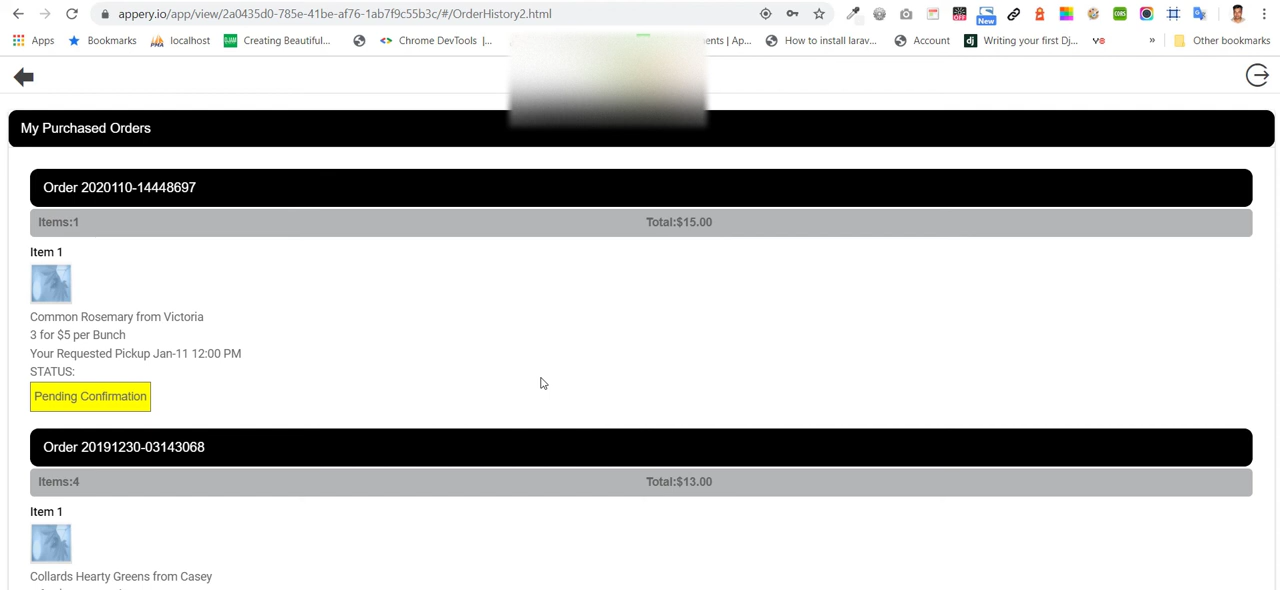 appery.io/app/view/2a0435d0-785e-41be-af76-1ab7f9c55b3c/#/OrderHistory2.html
OFF
New
CORS
Apps
Bookmarks
localhost
Creating Beautiful...
Chrome DevTools |...
ents | Ap...
How to install larav...
Account
dj
Writing your first Dj...
»
Other bookmarks
My Purchased Orders
Order 2020110-14448697
Items:1 Total:$15.00
Item 1
Common Rosemary from Victoria
3 for $5 per Bunch
Your Requested Pickup Jan-11 12:00 PM
STATUS:
Pending Confirmation
Order 20191230-03143068
Items:4 Total:$13.00
Item 1
Collards Hearty Greens from Casey